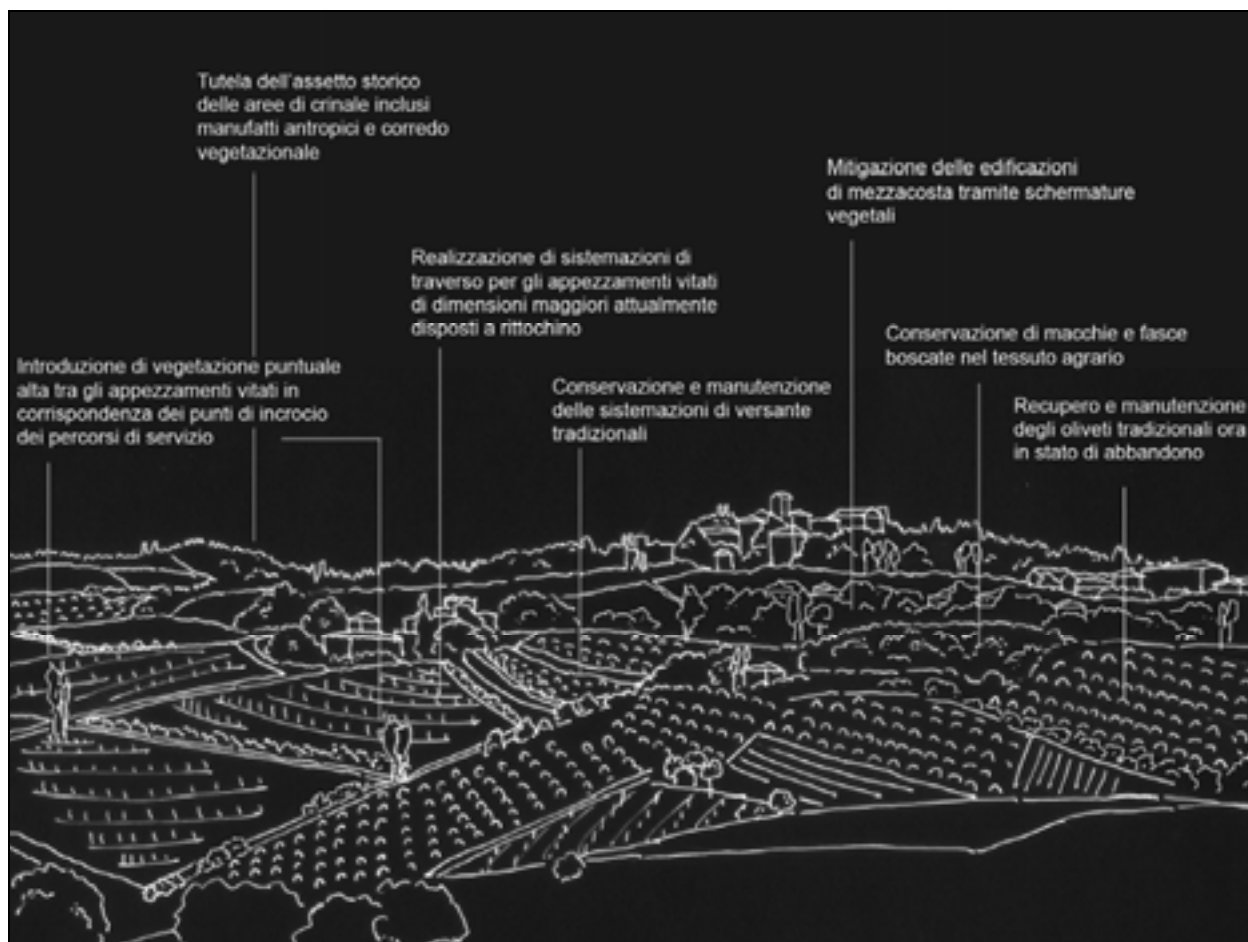 Tutela dell'assetto storico
delle aree di crinale inclusi
manufatti antropici e corredo
vegetazionale
Mitigazione delle edificazioni
di mezzacosta tramite schermature
vegetali
Realizzazione di sistemazioni di
traverso per gli appezzamenti vitati
di dimensioni maggiori attualmente
disposti a rittochino
Conservazione di macchie e fasce
boscate nel tessuto agrario
Introduzione di vegetazione puntuale
alta tra gli appezzamenti vitati in
corrispondenza dei punti di incrocio
dei percorsi di servizio
Conservazione e manutenzione
delle sistemazioni di versante
tradizionali
Recupero e manutenzione
degli oliveti tradizionali ora
in stato di abbandono